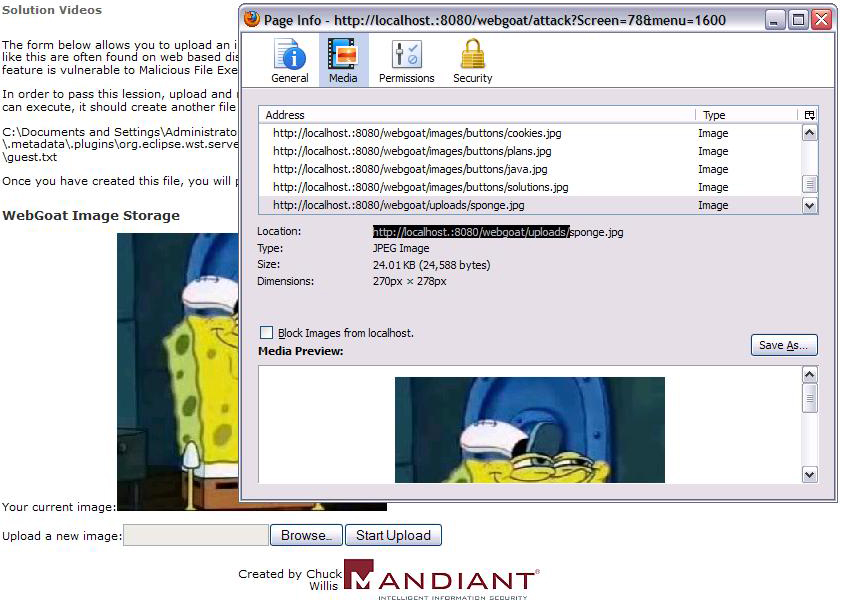 Solution Videos
The form below allows you to upload an i
like this are often found on web based dis
feature is vulnerable to Malicious File Exe
In order to pass this lession, upload and
can execute, it should create another file
C:\Documents and Settings\Administrato
\.metadata\.plugins\org.eclipse.wst.serve
\guest.txt
Once you have created this file, you will p
WebGoat Image Storage
Your current image:
Upload a new image:
Browse...
Start Upload
Created by Chuck
Willis
MANDIANT®
INTELLIGENT INFORMATION SECURITY
Page Info - http://localhost.:8080/webgoat/attack?Screen=78&menu=1600
General
Media
Permissions
Security
Address
Type
http://localhost.:8080/webgoat/images/buttons/cookies.jpg
Image
http://localhost.:8080/webgoat/images/buttons/plans.jpg
Image
http://localhost.:8080/webgoat/images/buttons/java.jpg
Image
http://localhost.:8080/webgoat/images/buttons/solutions.jpg
Image
http://localhost.:8080/webgoat/uploads/sponge.jpg
Image
Location: http://localhost.:8080/webgoat/uploads/sponge.jpg
Type: JPEG Image
Size: 24.01 KB (24,588 bytes)
Dimensions: 270px × 278px
Block Images from localhost.
Media Preview:
Save As...